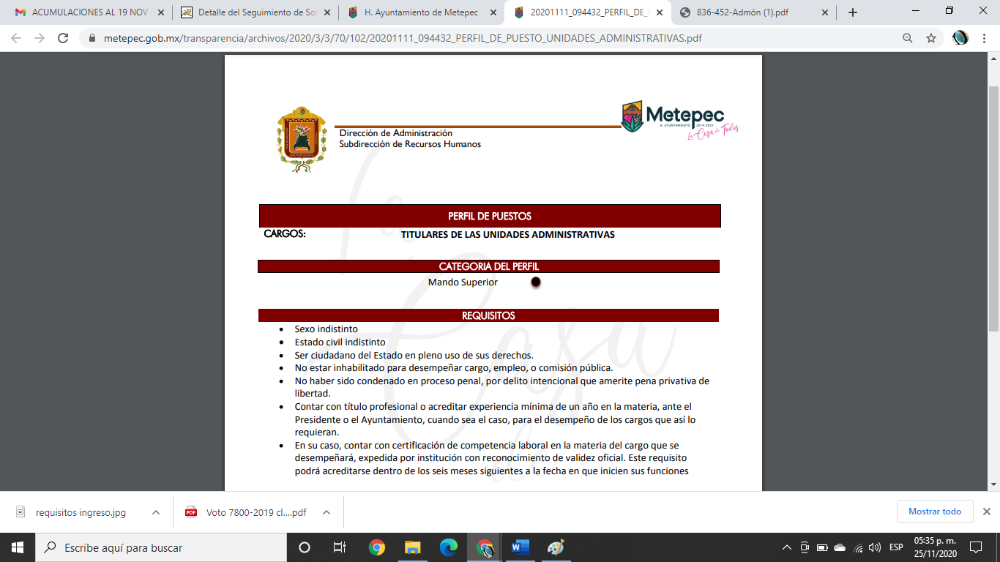 ACUMULACIONES AL 19 NOV
Detalle del Seguimiento de Sol
H. Ayuntamiento de Metepec
20201111_094432_PERFIL_DE_
836-452-Admón (1).pdf
metepec.gob.mx/transparencia/archivos/2020/3/3/70/102/20201111_094432_PERFIL_DE_PUESTO_UNIDADES_ADMINISTRATIVAS.pdf
Metepec
H. AYUNTAMIENTO 2019-2021
La Casa de Todos
Dirección de Administración
Subdirección de Recursos Humanos
PERFIL DE PUESTOS
CARGOS: TITULARES DE LAS UNIDADES ADMINISTRATIVAS
CATEGORIA DEL PERFIL
Mando Superior
REQUISITOS
• Sexo indistinto
• Estado civil indistinto
• Ser ciudadano del Estado en pleno uso de sus derechos.
• No estar inhabilitado para desempeñar cargo, empleo, o comisión pública.
• No haber sido condenado en proceso penal, por delito intencional que amerite pena privativa de
libertad.
• Contar con título profesional o acreditar experiencia mínima de un año en la materia, ante el
Presidente o el Ayuntamiento, cuando sea el caso, para el desempeño de los cargos que así lo
requieran.
• En su caso, contar con certificación de competencia laboral en la materia del cargo que se
desempeñará, expedida por institución con reconocimiento de validez oficial. Este requisito
podrá acreditarse dentro de los seis meses siguientes a la fecha en que inicien sus funciones
requisitos ingreso.jpg
Voto 7800-2019 cl....pdf
Mostrar todo
Escribe aquí para buscar
ESP
05:35 p. m.
25/11/2020